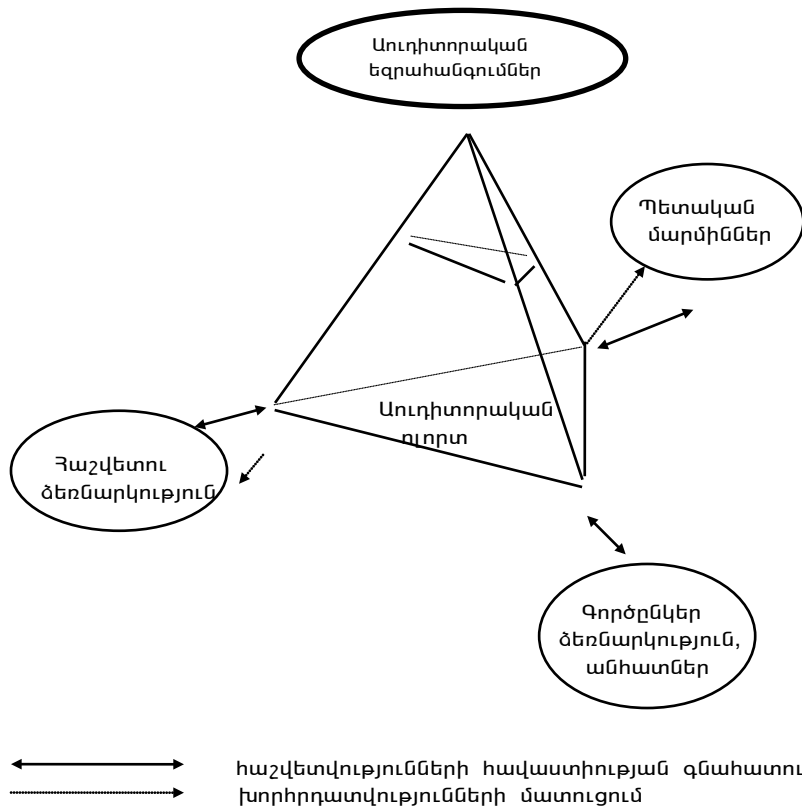 Աուդիտորական
եզրահանգումներ
Պետական
մարմիններ
Աուդիտորական
ոլորտ
Հաշվետու
ձեռնարկություն
Գործընկեր
ձեռնարկություն,
անհատներ
հաշվետվությունների հավաստիության գնահատու
խորհրդատվությունների մատուցում